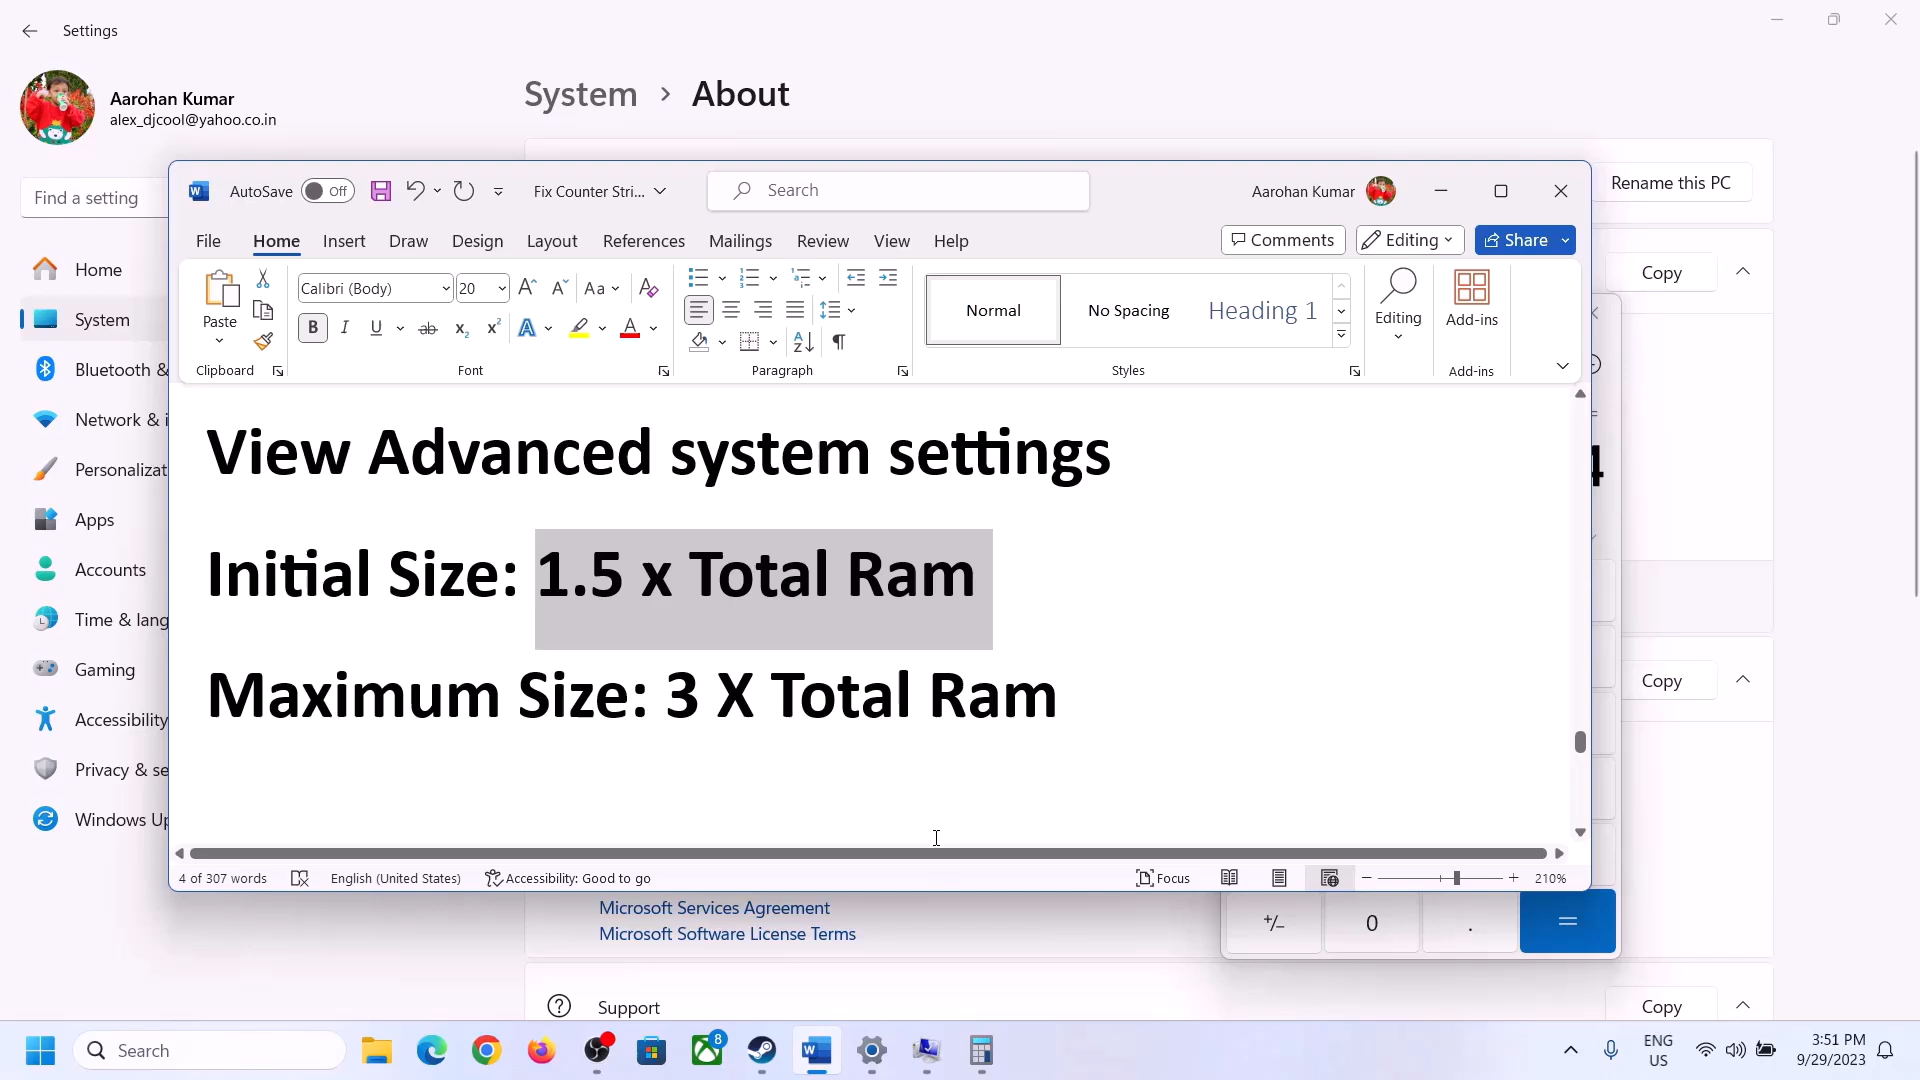 Settings
Aarohan Kumar
alex_djcool@yahoo.co.in
System > About
Find a setting
Rename this PC
Home
System
Bluetooth &
Network & i
Personalizat
Apps
Accounts
Time & lang
Gaming
Accessibility
Privacy & se
Windows Up
AutoSave Off
Fix Counter Stri...
Search
Aarohan Kumar
File Home Insert Draw Design Layout References Mailings Review View Help
Comments Editing Share
Copy
Paste
Calibri (Body) 20
Normal
No Spacing
Heading 1
Editing
Add-ins
Clipboard Font Paragraph Styles Add-ins
View Advanced system settings
Initial Size: 1.5 x Total Ram
Maximum Size: 3 X Total Ram
4
Copy
4 of 307 words
English (United States)
Accessibility: Good to go
Focus
210%
Microsoft Services Agreement
Microsoft Software License Terms
+/- 0 . =
Support
Copy
Search
8
ENG
US
3:51 PM
9/29/2023